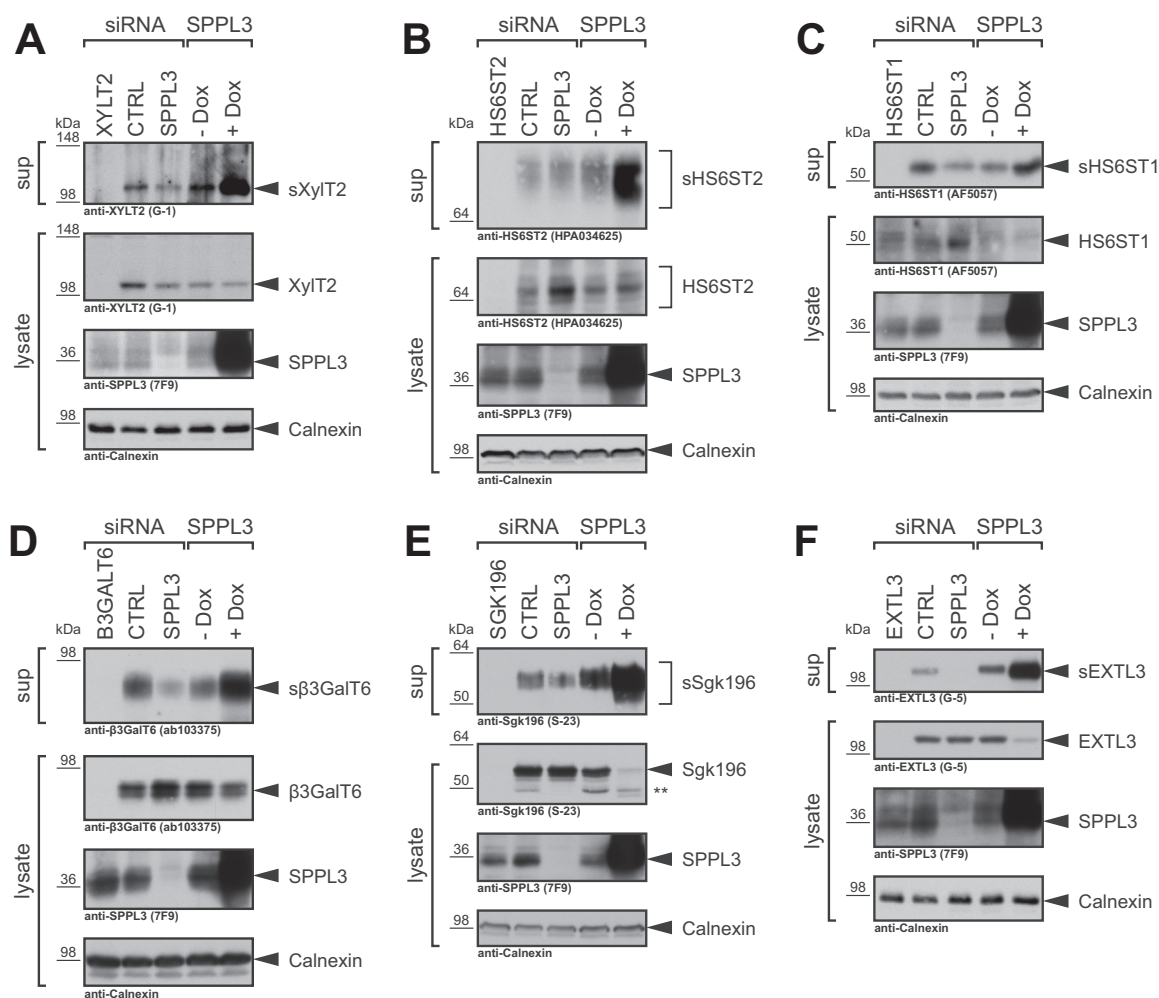 A
siRNA SPPL3
XYLT2 CTRL SPPL3 - Dox + Dox
kDa
148
98
sup
sXylT2
anti-XYLT2 (G-1)
148
98
XylT2
anti-XYLT2 (G-1)
lysate
36
SPPL3
anti-SPPL3 (7F9)
98
Calnexin
anti-Calnexin
B
siRNA SPPL3
HS6ST2 CTRL SPPL3 - Dox + Dox
kDa
sup
sHS6ST2
64
anti-HS6ST2 (HPA034625)
64
HS6ST2
anti-HS6ST2 (HPA034625)
lysate
36
SPPL3
anti-SPPL3 (7F9)
98
Calnexin
anti-Calnexin
C
siRNA SPPL3
HS6ST1 CTRL SPPL3 - Dox + Dox
kDa
sup
50
sHS6ST1
anti-HS6ST1 (AF5057)
50
HS6ST1
anti-HS6ST1 (AF5057)
lysate
36
SPPL3
anti-SPPL3 (7F9)
98
Calnexin
anti-Calnexin
D
siRNA SPPL3
B3GALT6 CTRL SPPL3 - Dox + Dox
kDa
98
sup
sβ3GalT6
anti-β3GalT6 (ab103375)
98
β3GalT6
anti-β3GalT6 (ab103375)
lysate
36
SPPL3
anti-SPPL3 (7F9)
98
Calnexin
anti-Calnexin
E
siRNA SPPL3
SGK196 CTRL SPPL3 - Dox + Dox
kDa
64
50
sup
sSgk196
anti-Sgk196 (S-23)
64
50
Sgk196
**
anti-Sgk196 (S-23)
lysate
36
SPPL3
anti-SPPL3 (7F9)
98
Calnexin
anti-Calnexin
F
siRNA SPPL3
EXTL3 CTRL SPPL3 - Dox + Dox
kDa
sup
98
sEXTL3
anti-EXTL3 (G-5)
98
EXTL3
anti-EXTL3 (G-5)
lysate
36
SPPL3
anti-SPPL3 (7F9)
98
Calnexin
anti-Calnexin